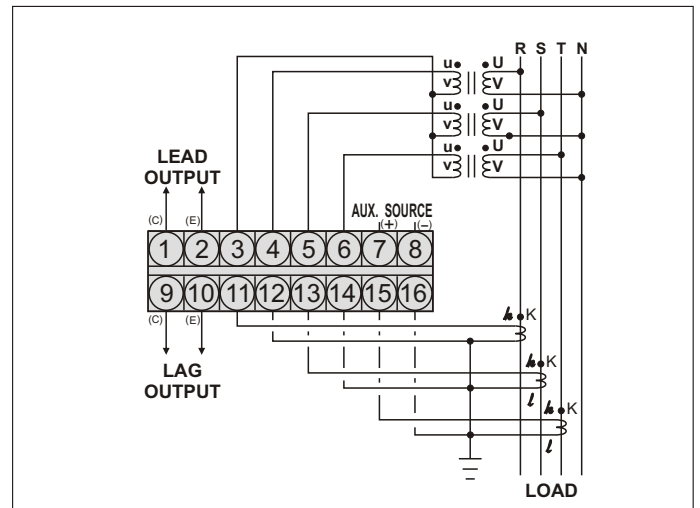 R S T N
u U
v V
u U
v V
u U
v V
LEAD
OUTPUT
AUX. SOURCE
(C) (E) (+) (−)
1 2 3 4 5 6 7 8
9 10 11 12 13 14 15 16
(C) (E)
LAG
OUTPUT
k K
k K
l
k K
l
LOAD